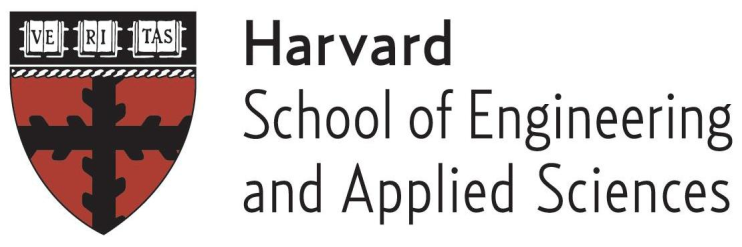 VE RI TAS
Harvard
School of Engineering
and Applied Sciences